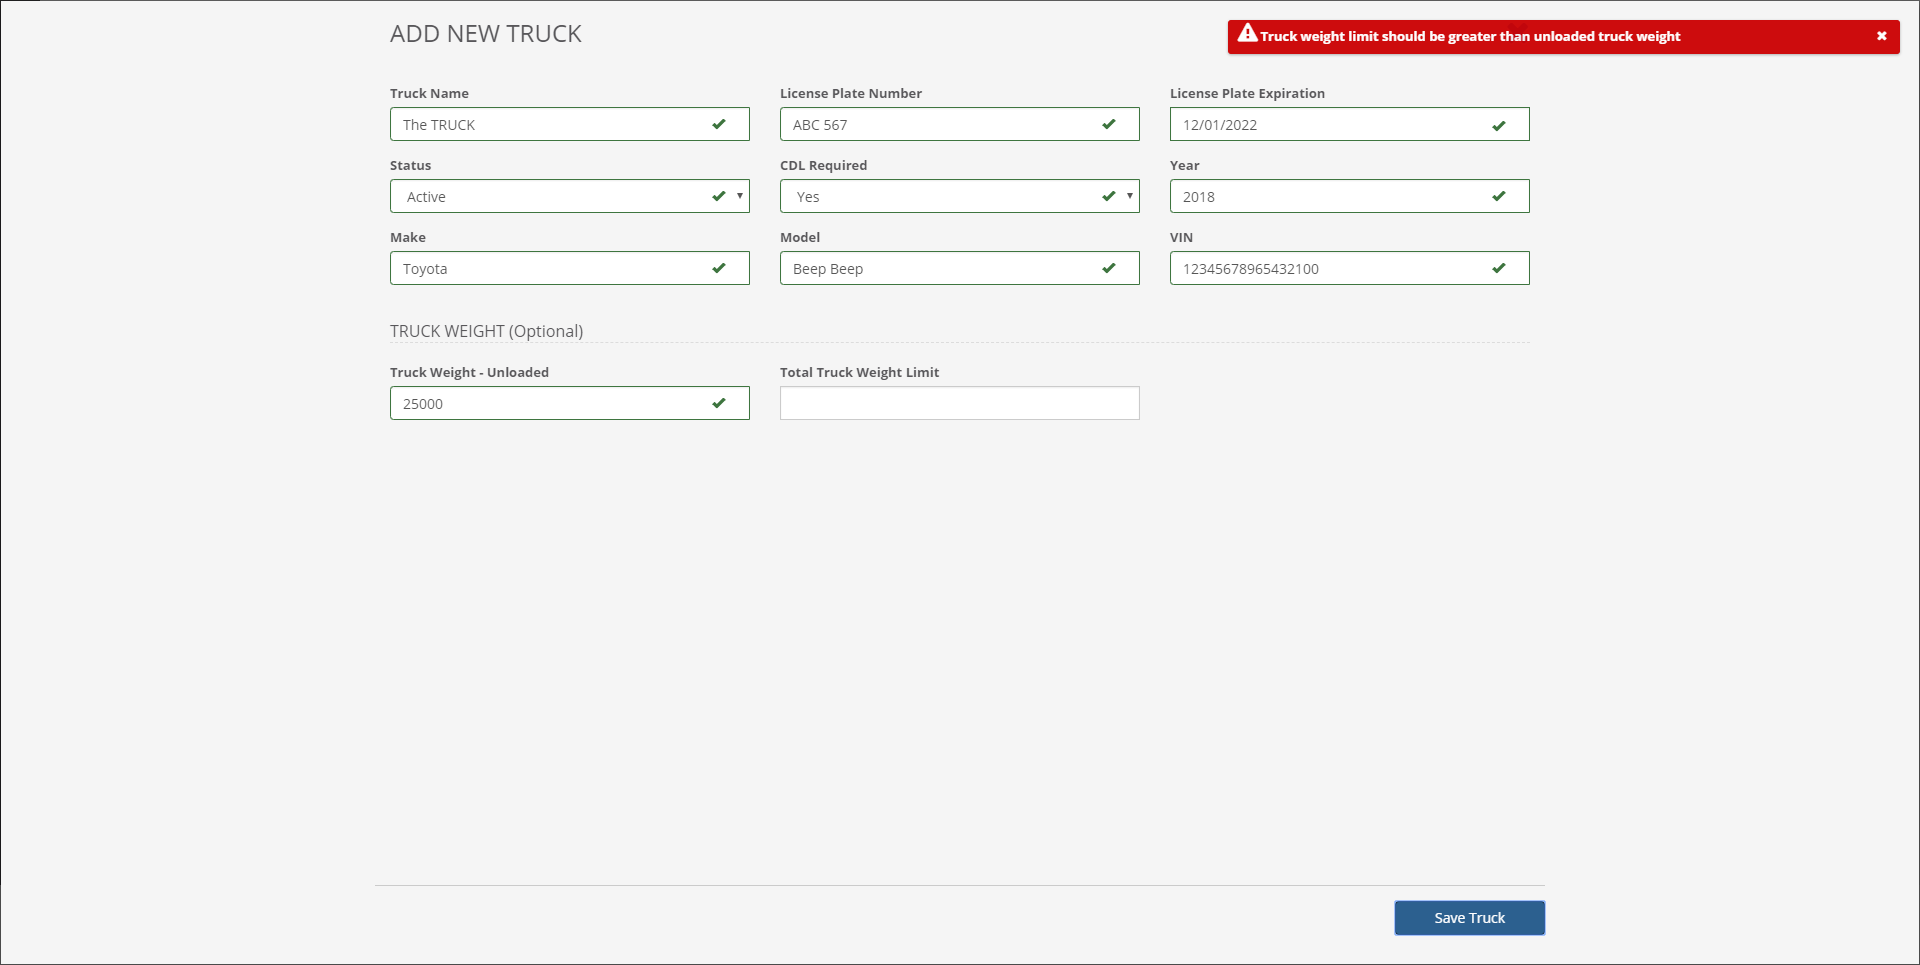 ADD NEW TRUCK
Truck weight limit should be greater than unloaded truck weight
Truck Name
License Plate Number
License Plate Expiration
The TRUCK
ABC 567
12/01/2022
Status
CDL Required
Year
Active
Yes
2018
Make
Model
VIN
Toyota
Beep Beep
12345678965432100
TRUCK WEIGHT (Optional)
Truck Weight - Unloaded
Total Truck Weight Limit
25000
Save Truck